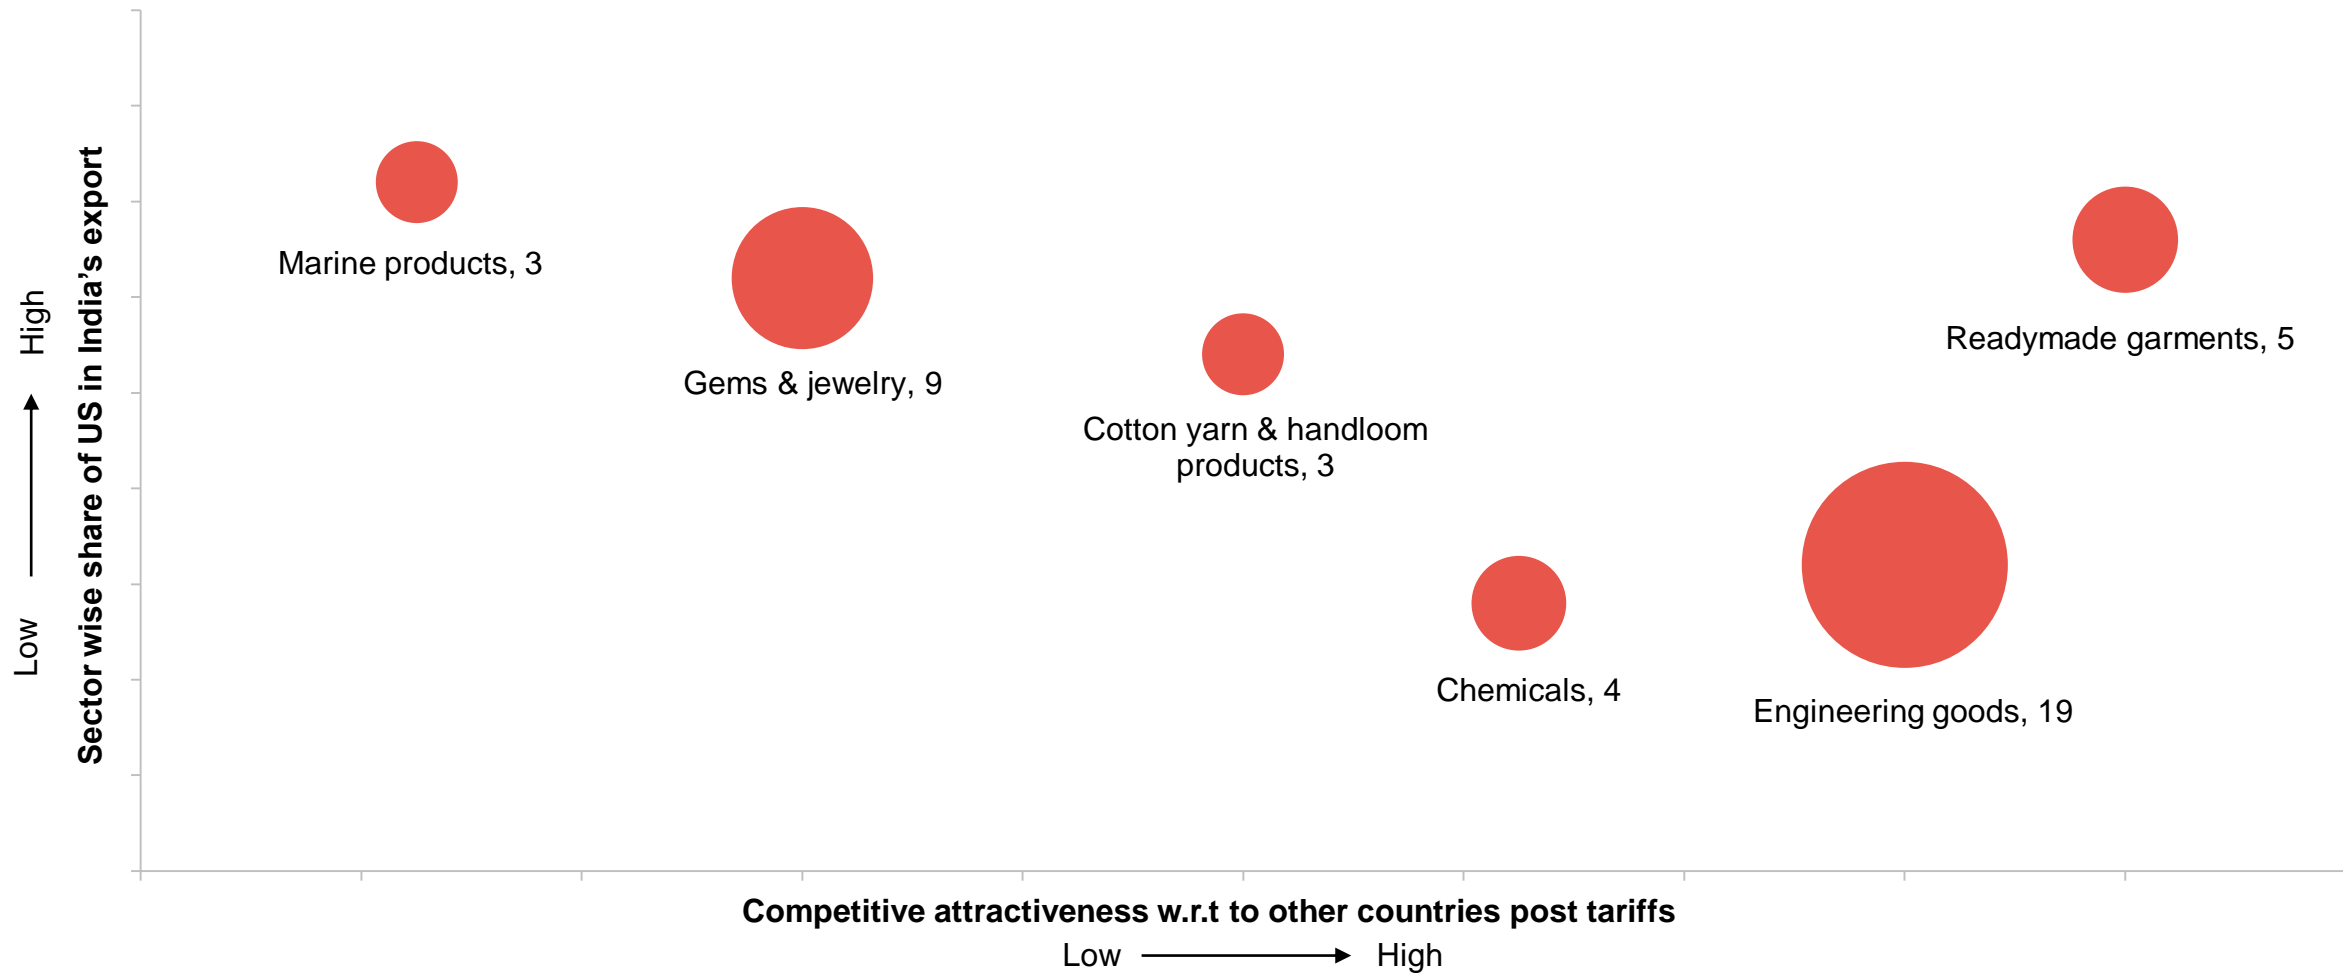 Sector wise share of US in India’s export
High
Low
Marine products, 3
Gems & jewelry, 9
Cotton yarn & handloom
products, 3
Readymade garments, 5
Chemicals, 4
Engineering goods, 19
Competitive attractiveness w.r.t to other countries post tariffs
Low
High